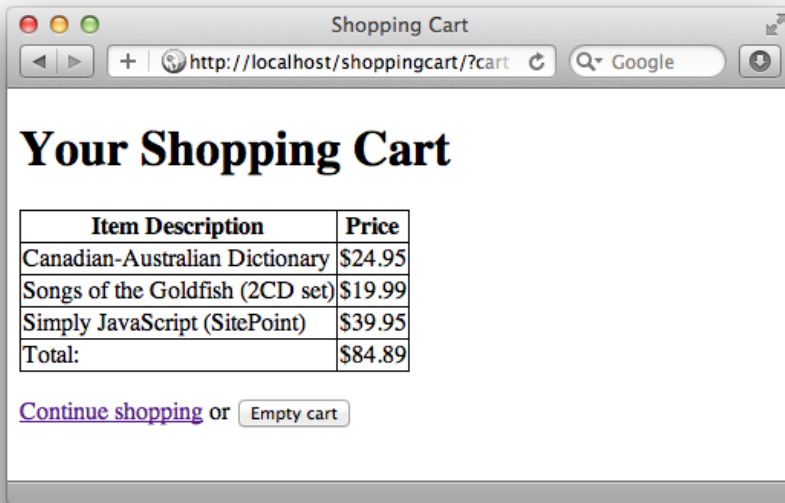 Shopping Cart
http://localhost/shoppingcart/?cart
Google
Your Shopping Cart
Item Description Price
Canadian-Australian Dictionary $24.95
Songs of the Goldfish (2CD set) $19.99
Simply JavaScript (SitePoint) $39.95
Total: $84.89
Continue shopping or Empty cart